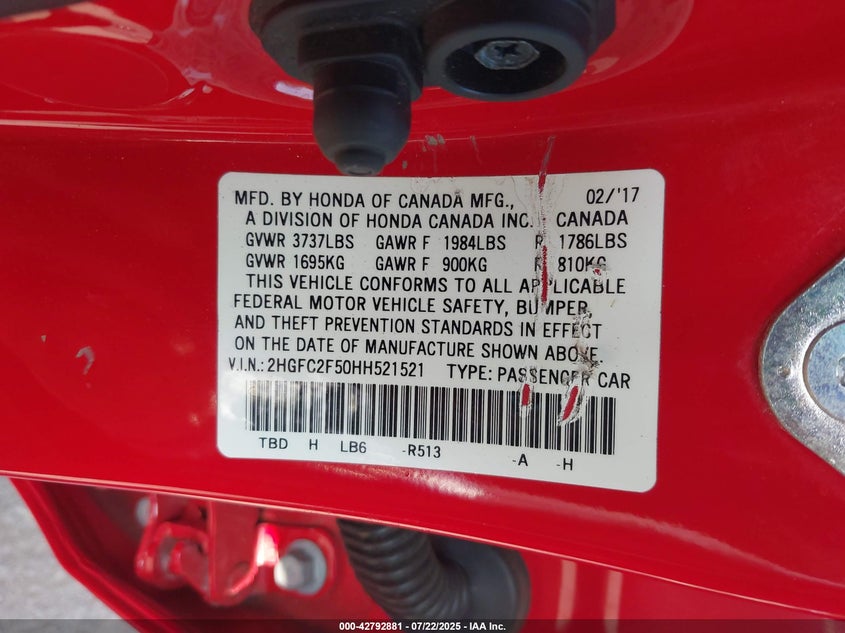 MFD. BY HONDA OF CANADA MFG., 02/'17
A DIVISION OF HONDA CANADA INC. CANADA
GVWR 3737LBS GAWR F 1984LBS R 1786LBS
GVWR 1695KG GAWR F 900KG R 810KG
THIS VEHICLE CONFORMS TO ALL APPLICABLE
FEDERAL MOTOR VEHICLE SAFETY, BUMPER
AND THEFT PREVENTION STANDARDS IN EFFECT
ON THE DATE OF MANUFACTURE SHOWN ABOVE.
V.I.N.: 2HGFC2F50HH521521 TYPE: PASSENGER CAR
TBD H LB6 -R513 -A -H
000-42792881 - 07/22/2025 - IAA Inc.